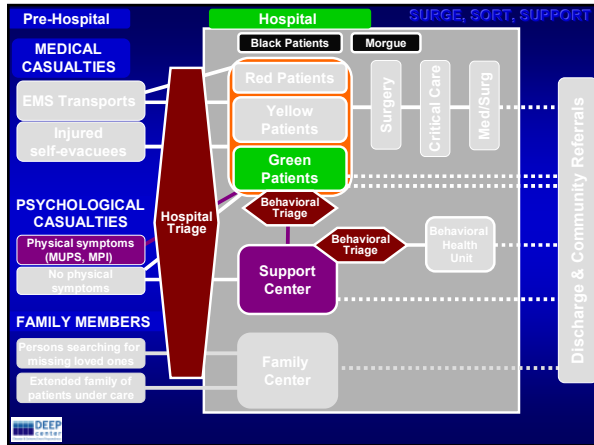 Pre-Hospital
Hospital
SURGE, SORT, SUPPORT
Black Patients
Morgue
MEDICAL
CASUALTIES
EMS Transports
Injured
self-evacuees
Red Patients
Yellow
Patients
Green
Patients
Surgery
Critical Care
Med/Surg
Hospital
Triage
Behavioral
Triage
PSYCHOLOGICAL
CASUALTIES
Physical symptoms
(MUPS, MPI)
No physical
symptoms
Behavioral
Triage
Behavioral
Health
Unit
Support
Center
FAMILY MEMBERS
Persons searching for
missing loved ones
Extended family of
patients under care
Family
Center
Discharge & Community Referrals
DEEP
center